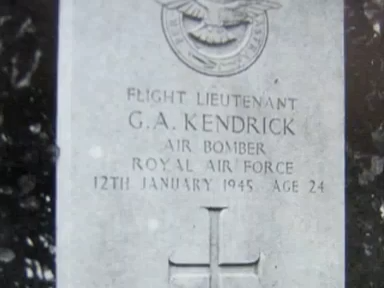 FLIGHT LIEUTENANT
G.A. KENDRICK
AIR BOMBER
ROYAL AIR FORCE
12TH JANUARY 1945 AGE 24